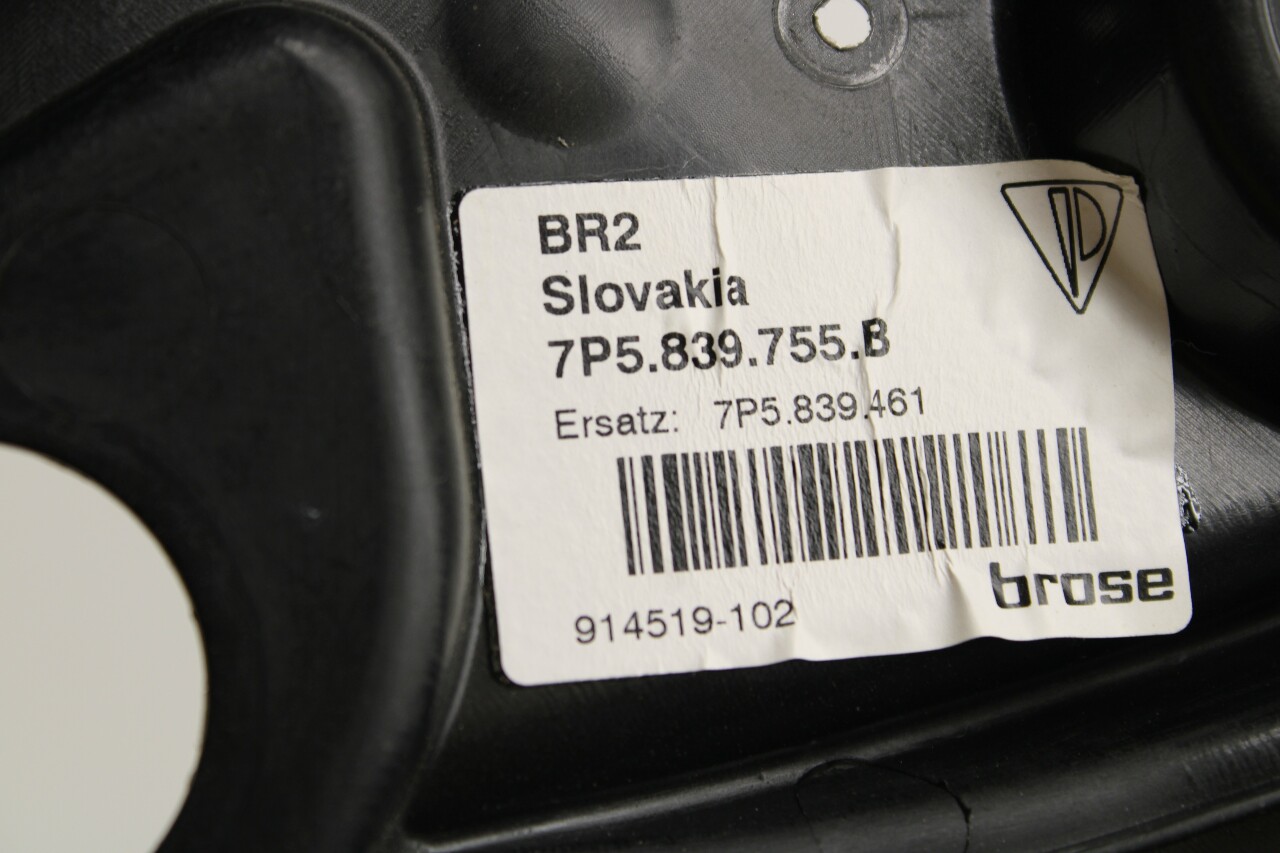 BR2
Slovakia
7P5.839.755.B
Ersatz: 7P5.839.461
914519-102
brose